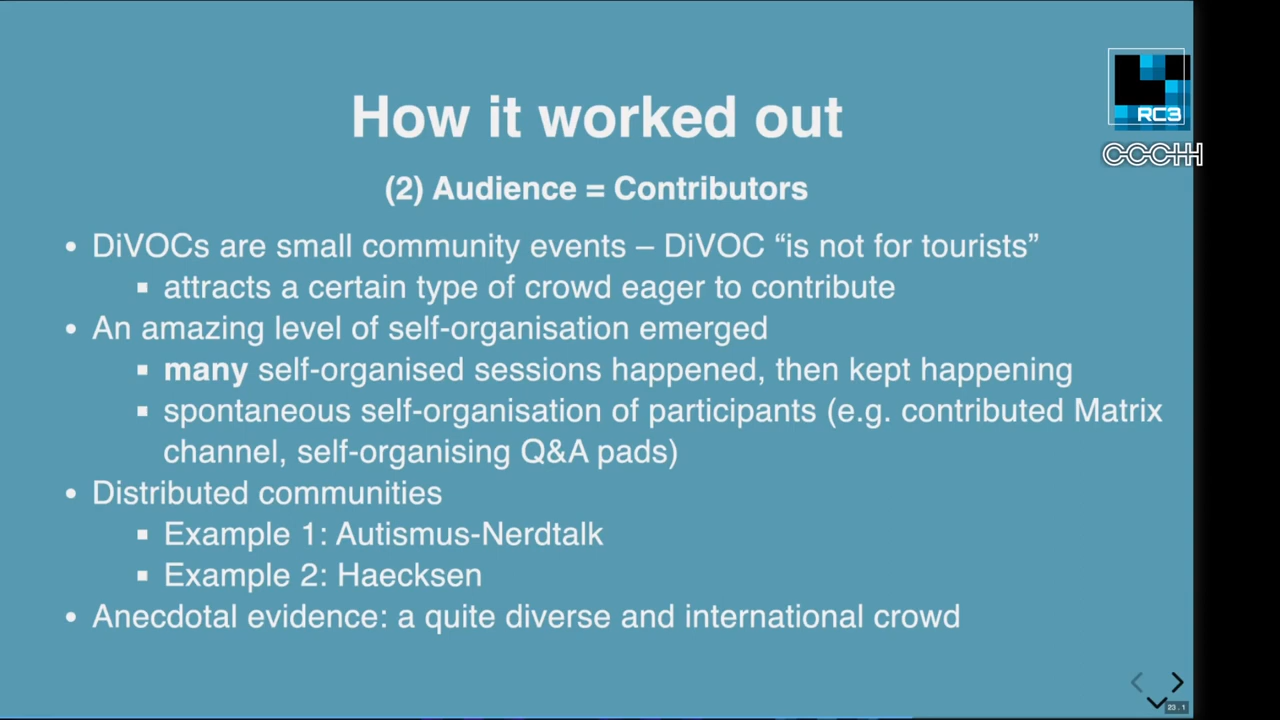 RC3
CCCHH
How it worked out
(2) Audience = Contributors
• DiVOCs are small community events – DiVOC “is not for tourists”
▪ attracts a certain type of crowd eager to contribute
• An amazing level of self-organisation emerged
▪ many self-organised sessions happened, then kept happening
▪ spontaneous self-organisation of participants (e.g. contributed Matrix
channel, self-organising Q&A pads)
• Distributed communities
▪ Example 1: Autismus-Nerdtalk
▪ Example 2: Haecksen
• Anecdotal evidence: a quite diverse and international crowd
23.1